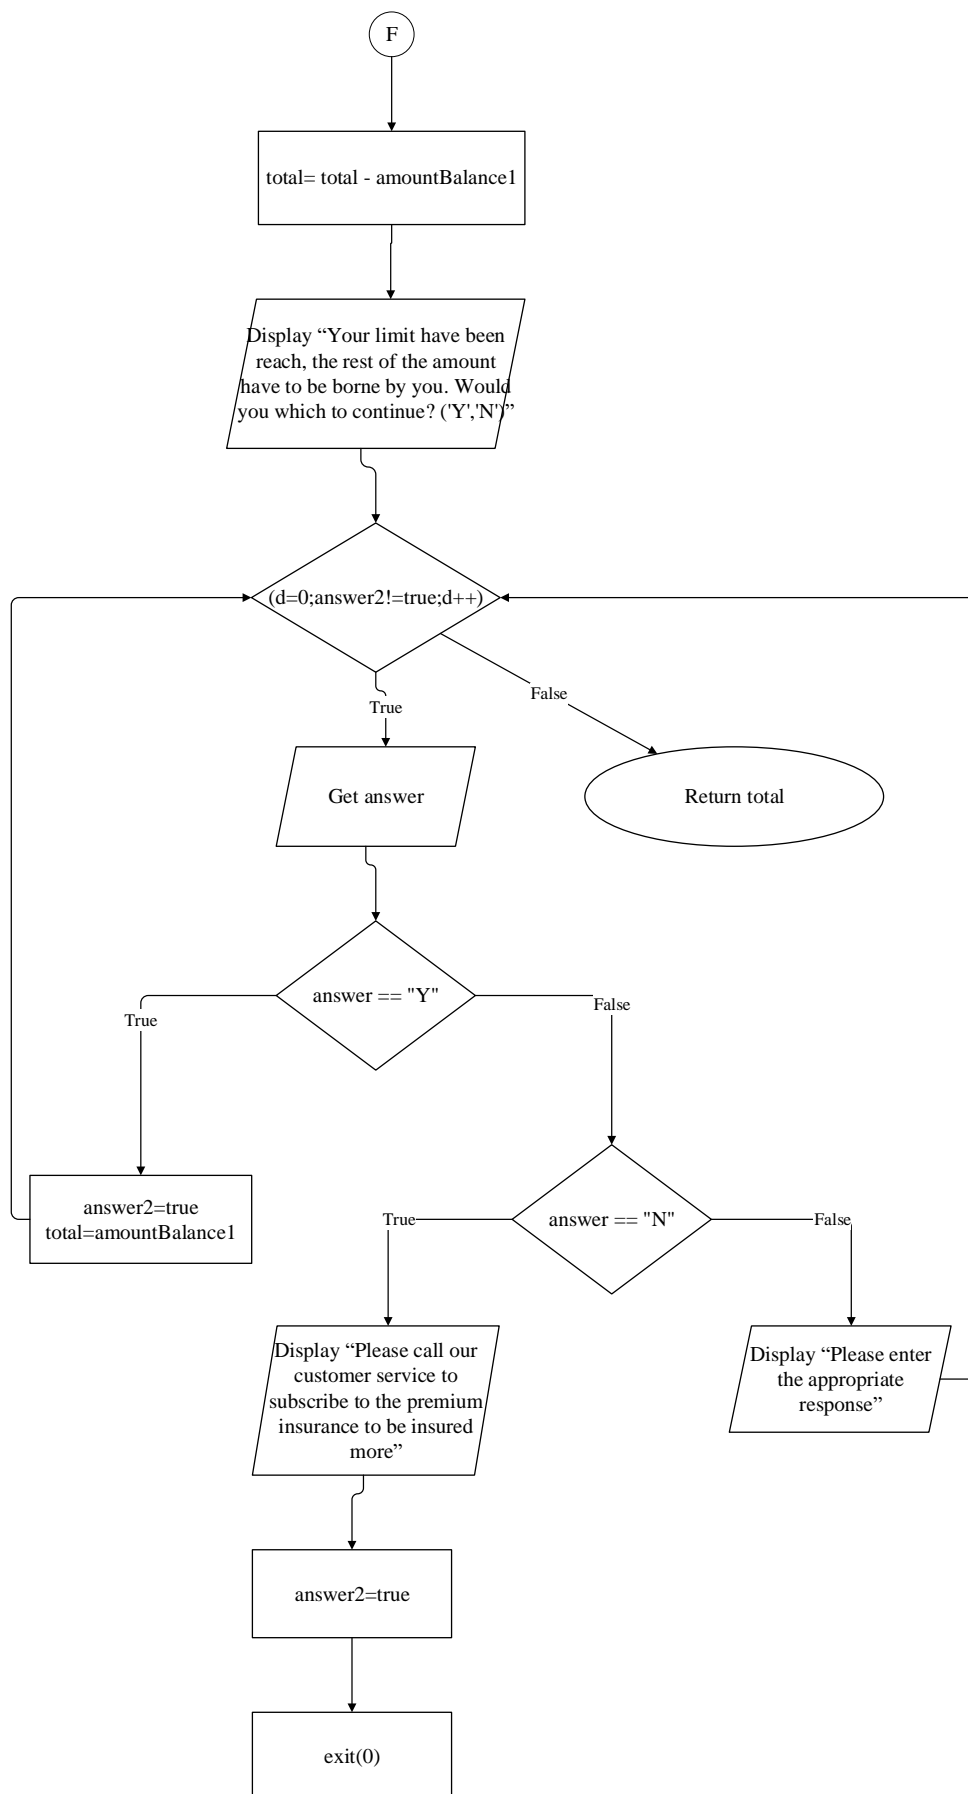 F
total= total - amountBalance1
Display “Your limit have been
reach, the rest of the amount
have to be borne by you. Would
you which to continue? ('Y','N')”
(d=0;answer2!=true;d++)
True
False
Get answer
Return total
answer == "Y"
True
False
answer2=true
total=amountBalance1
answer == "N"
True
False
Display “Please call our
customer service to
subscribe to the premium
insurance to be insured
more”
Display “Please enter
the appropriate
response”
answer2=true
exit(0)